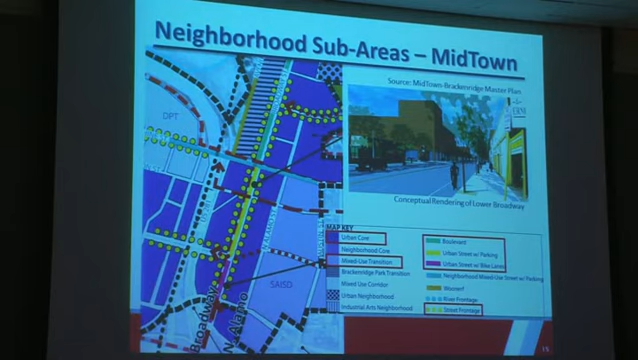 Neighborhood Sub-Areas – MidTown
Source: MidTown-Brackenridge Master Plan
DPT
Conceptual Rendering of Lower Broadway
MAP KEY
Urban Core
Neighborhood Core
Mixed-Use Transition
Brackenridge Park Transition
Mixed Use Corridor
Urban Neighborhood
Industrial Arts Neighborhood
Boulevard
Urban Street w/ Parking
Urban Street w/ Bike Lanes
Neighborhood Mixed-Use Street w/ Parking
Woonerf
River Frontage
Street Frontage
SAISD
Broadway
N. Alamo